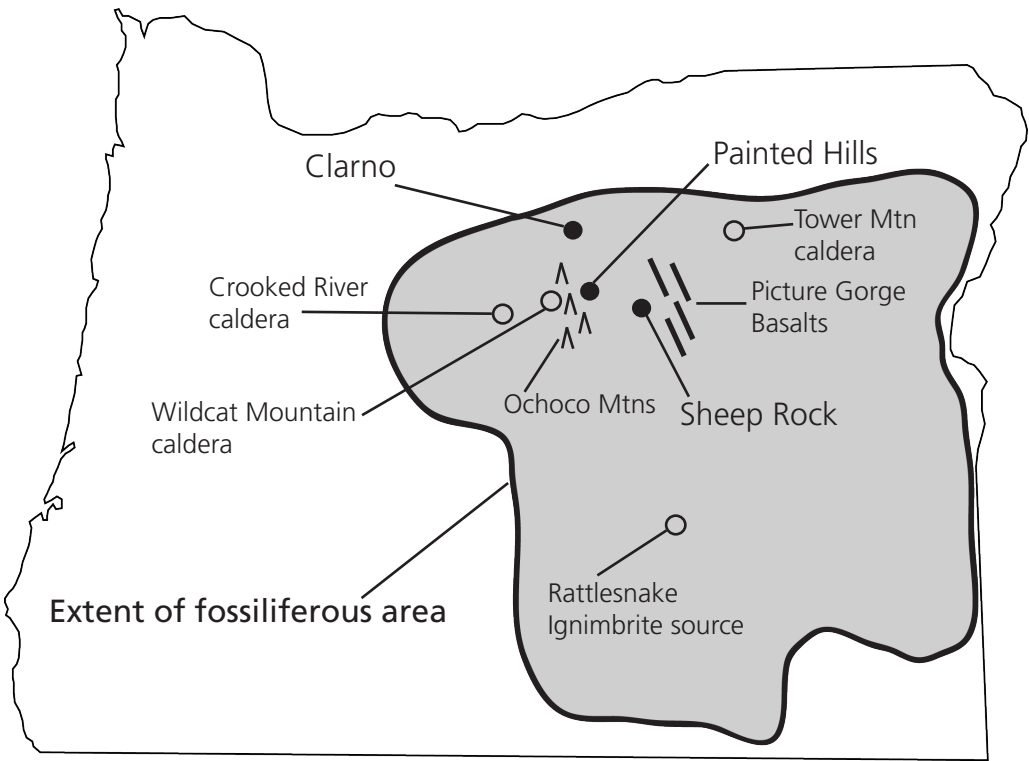 Clarno
Painted Hills
Tower Mtn
caldera
Crooked River
caldera
Picture Gorge
Basalts
Wildcat Mountain
caldera
Ochoco Mtns
Sheep Rock
Extent of fossiliferous area
Rattlesnake
Ignimbrite source